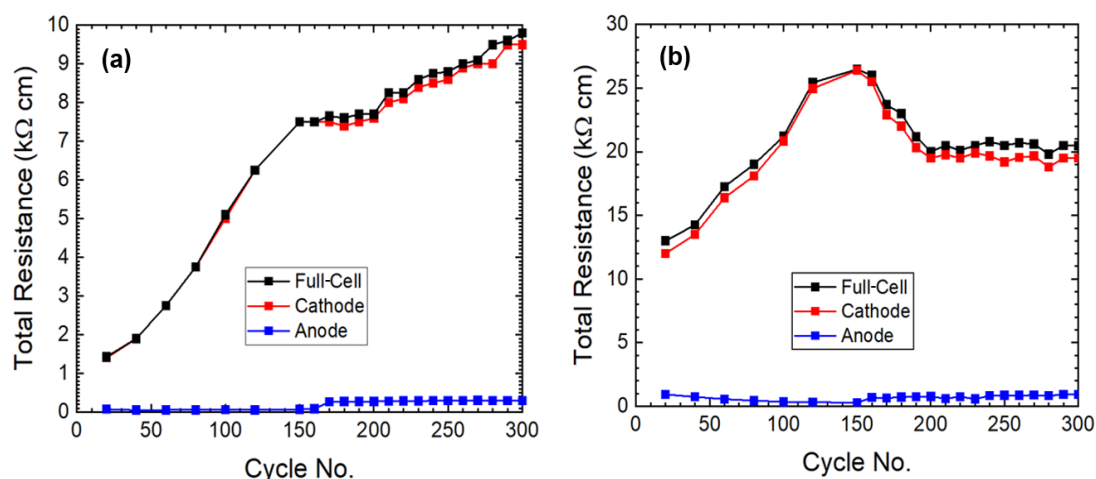 (a)
Total Resistance (kΩ cm)
10
9
8
7
6
5
4
3
2
1
0
Full-Cell
Cathode
Anode
0 50 100 150 200 250 300
Cycle No.
(b)
Total Resistance (kΩ cm)
30
25
20
15
10
5
0
Full-Cell
Cathode
Anode
0 50 100 150 200 250 300
Cycle No.